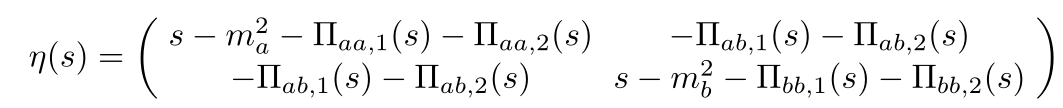 η(s) = ( s − m_a^2 − Π_{aa,1}(s) − Π_{aa,2}(s)    −Π_{ab,1}(s) − Π_{ab,2}(s)
−Π_{ab,1}(s) − Π_{ab,2}(s)    s − m_b^2 − Π_{bb,1}(s) − Π_{bb,2}(s) )